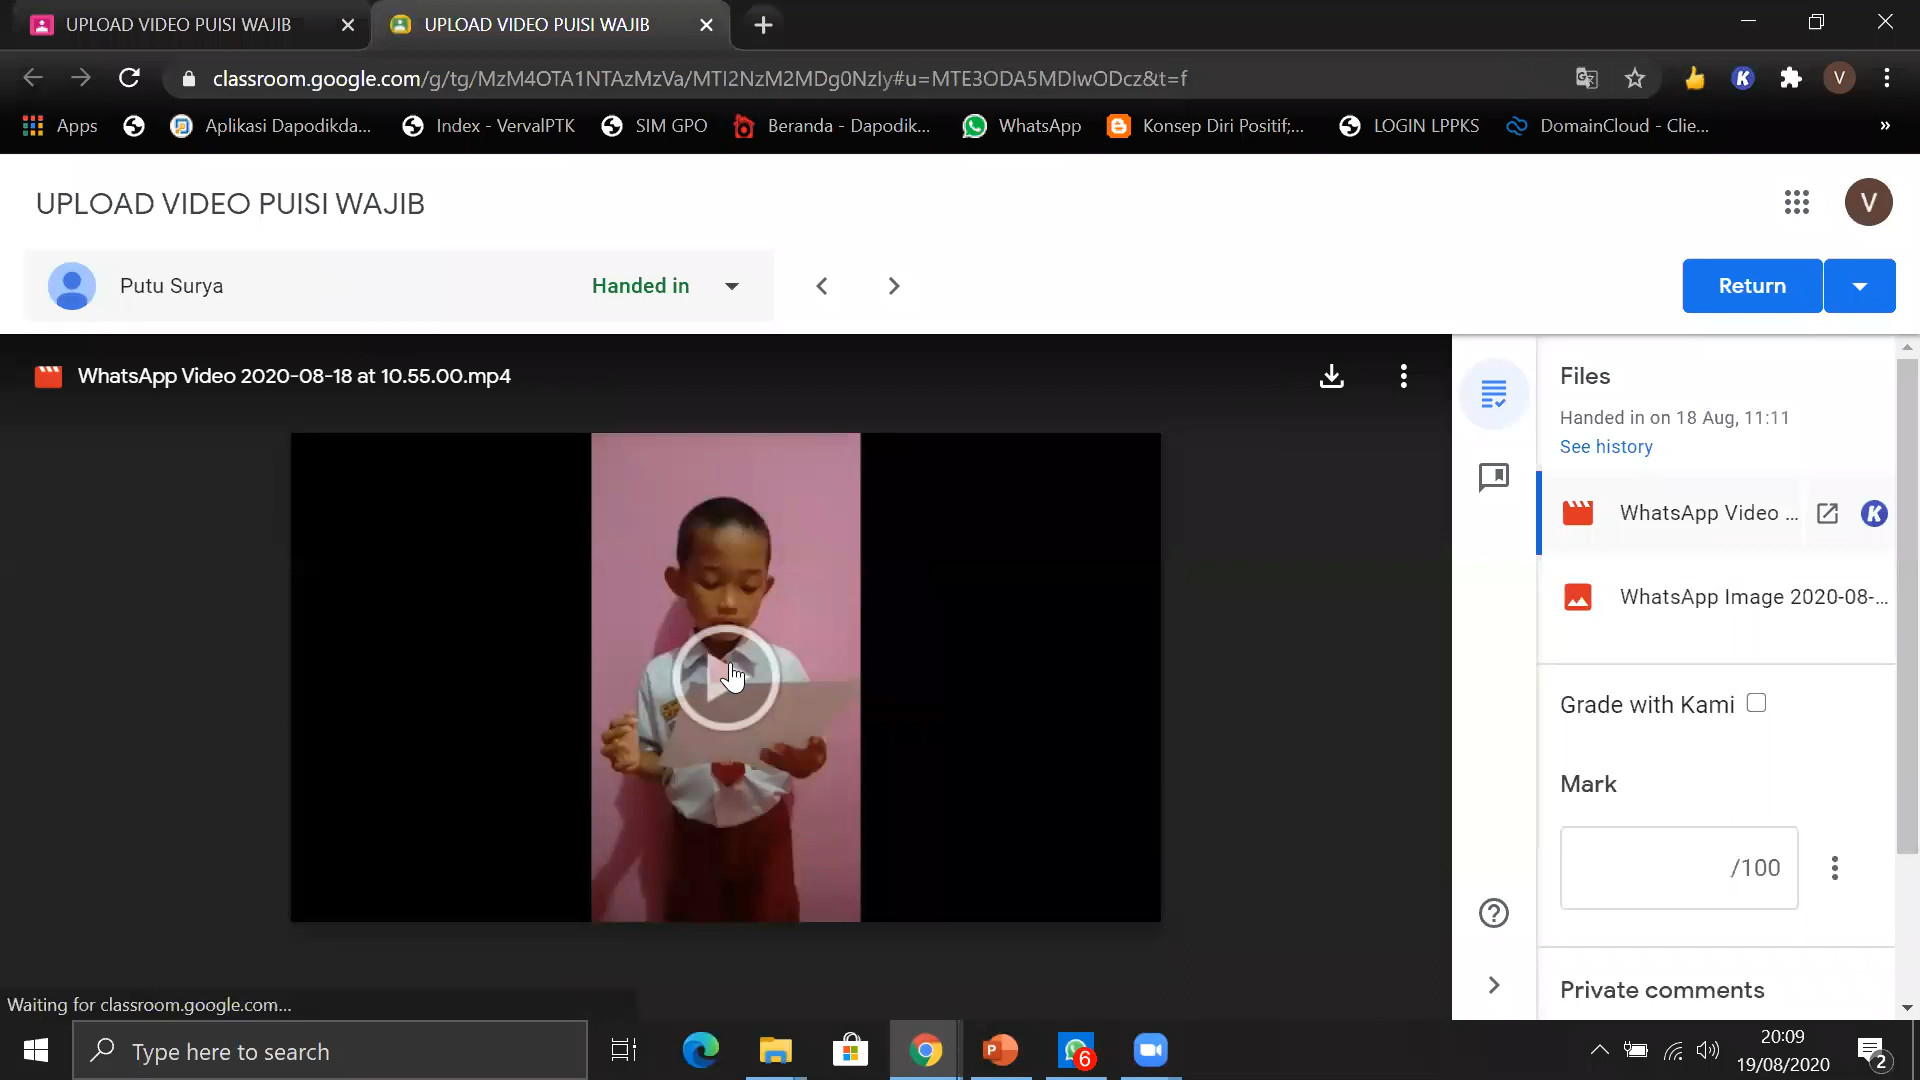 UPLOAD VIDEO PUISI WAJIB
UPLOAD VIDEO PUISI WAJIB
classroom.google.com/g/tg/MzM4OTA1NTAzMzVa/MTI2NzM2MDg0NzIy#u=MTE3ODA5MDIwODcz&t=f
V
Apps
Aplikasi Dapodikda...
Index - VervalPTK
SIM GPO
Beranda - Dapodik...
WhatsApp
Konsep Diri Positif;...
LOGIN LPPKS
DomainCloud - Clie...
»
UPLOAD VIDEO PUISI WAJIB
V
Putu Surya
Handed in
Return
WhatsApp Video 2020-08-18 at 10.55.00.mp4
Files
Handed in on 18 Aug, 11:11
See history
WhatsApp Video ...
K
WhatsApp Image 2020-08-...
Grade with Kami
Mark
/100
Private comments
Waiting for classroom.google.com...
Type here to search
6
20:09
19/08/2020
2